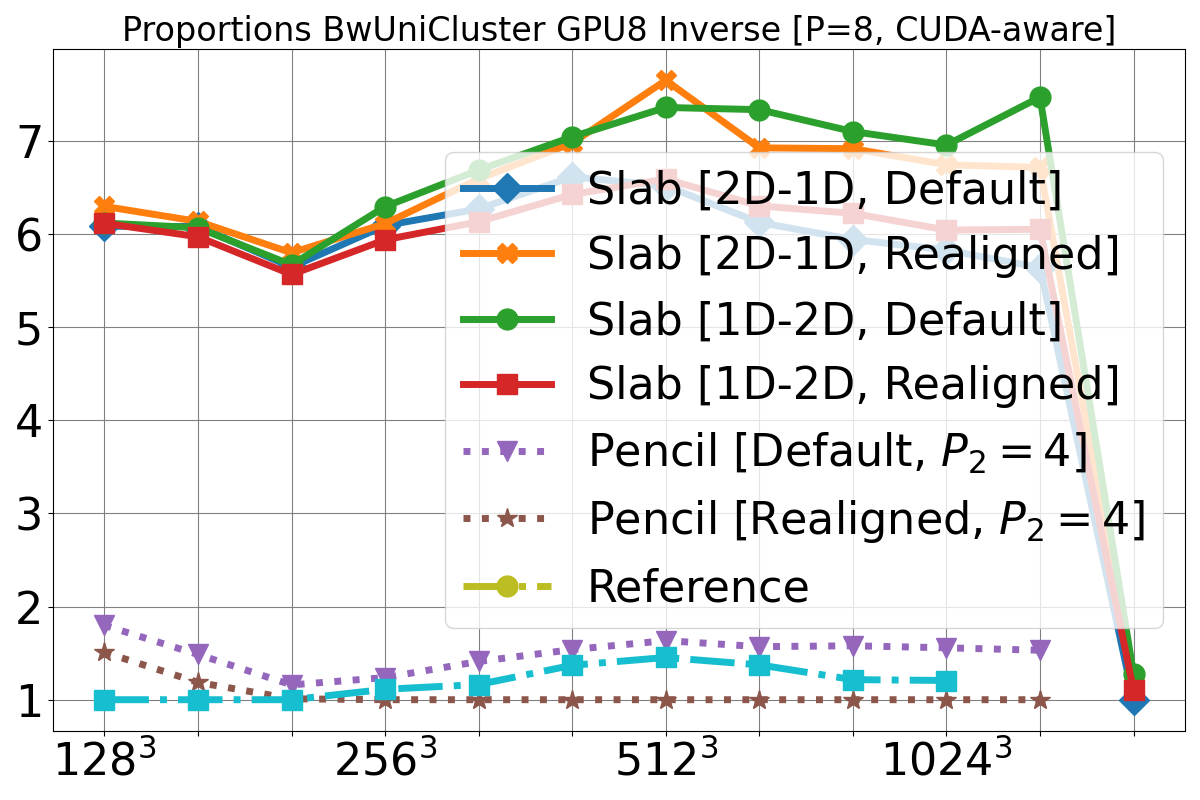 Proportions BwUniCluster GPU8 Inverse [P=8, CUDA-aware]
7
6
5
4
3
2
1
Slab [2D-1D, Default]
Slab [2D-1D, Realigned]
Slab [1D-2D, Default]
Slab [1D-2D, Realigned]
Pencil [Default, $P_2 = 4$]
Pencil [Realigned, $P_2 = 4$]
Reference
128³ 256³ 512³ 1024³